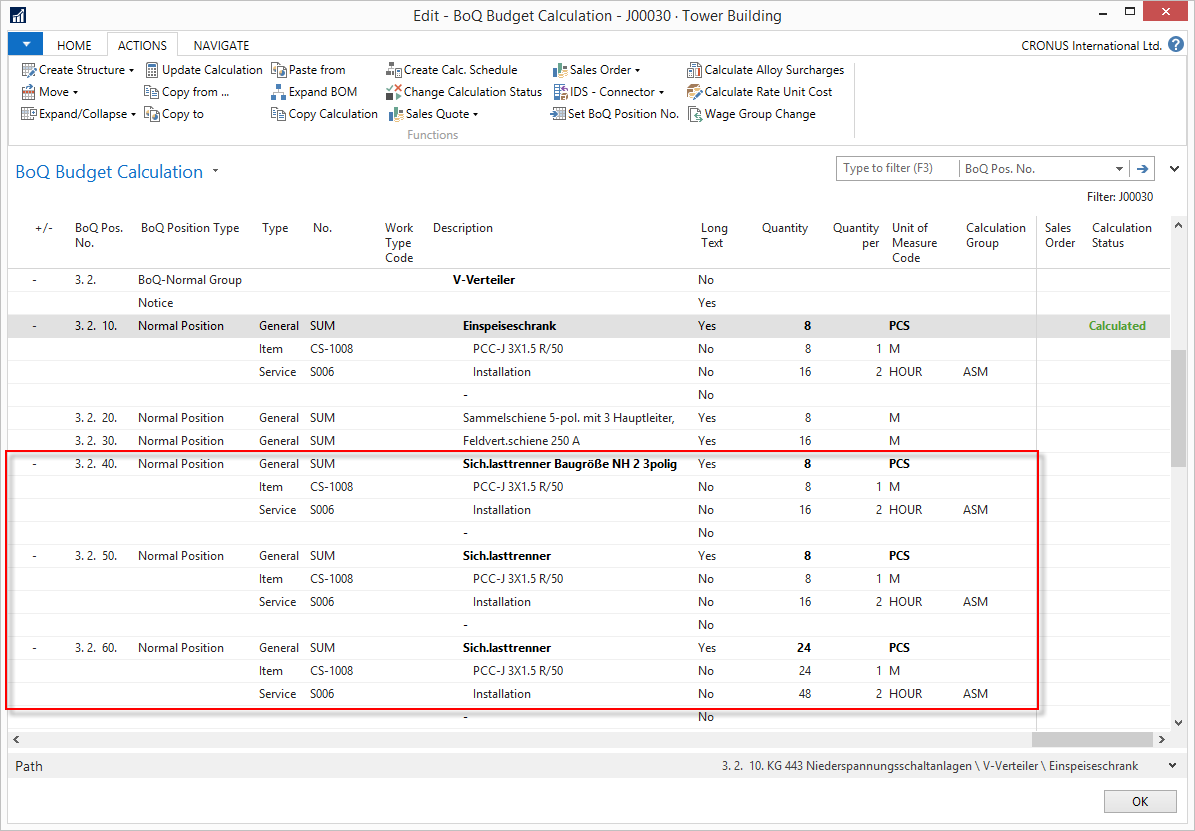 Edit - BoQ Budget Calculation - J00030 · Tower Building
HOME ACTIONS NAVIGATE CRONUS International Ltd. ?
Create Structure Update Calculation Paste from Create Calc. Schedule Sales Order Calculate Alloy Surcharges
Move Copy from ... Expand BOM Change Calculation Status IDS - Connector Calculate Rate Unit Cost
Expand/Collapse Copy to Copy Calculation Sales Quote Set BoQ Position No. Wage Group Change
Functions
BoQ Budget Calculation Type to filter (F3) BoQ Pos. No.
Filter: J00030
+/- BoQ Pos. No. BoQ Position Type Type No. Work Type Code Description Long Text Quantity Quantity per Unit of Measure Code Calculation Group Sales Order Calculation Status
- 3. 2. BoQ-Normal Group V-Verteiler No
Notice Yes
- 3. 2. 10. Normal Position General SUM Einspeiseschrank Yes 8 PCS Calculated
Item CS-1008 PCC-J 3X1.5 R/50 No 8 1 M
Service S006 Installation No 16 2 HOUR ASM
- No
3. 2. 20. Normal Position General SUM Sammelschiene 5-pol. mit 3 Hauptleiter, Yes 8 M
3. 2. 30. Normal Position General SUM Feldvert.schiene 250 A Yes 16 M
- 3. 2. 40. Normal Position General SUM Sich.lasttrenner Baugröße NH 2 3polig Yes 8 PCS
Item CS-1008 PCC-J 3X1.5 R/50 No 8 1 M
Service S006 Installation No 16 2 HOUR ASM
- No
- 3. 2. 50. Normal Position General SUM Sich.lasttrenner Yes 8 PCS
Item CS-1008 PCC-J 3X1.5 R/50 No 8 1 M
Service S006 Installation No 16 2 HOUR ASM
- No
- 3. 2. 60. Normal Position General SUM Sich.lasttrenner Yes 24 PCS
Item CS-1008 PCC-J 3X1.5 R/50 No 24 1 M
Service S006 Installation No 48 2 HOUR ASM
- No
Path 3. 2. 10. KG 443 Niederspannungsschaltanlagen \ V-Verteiler \ Einspeiseschrank
OK